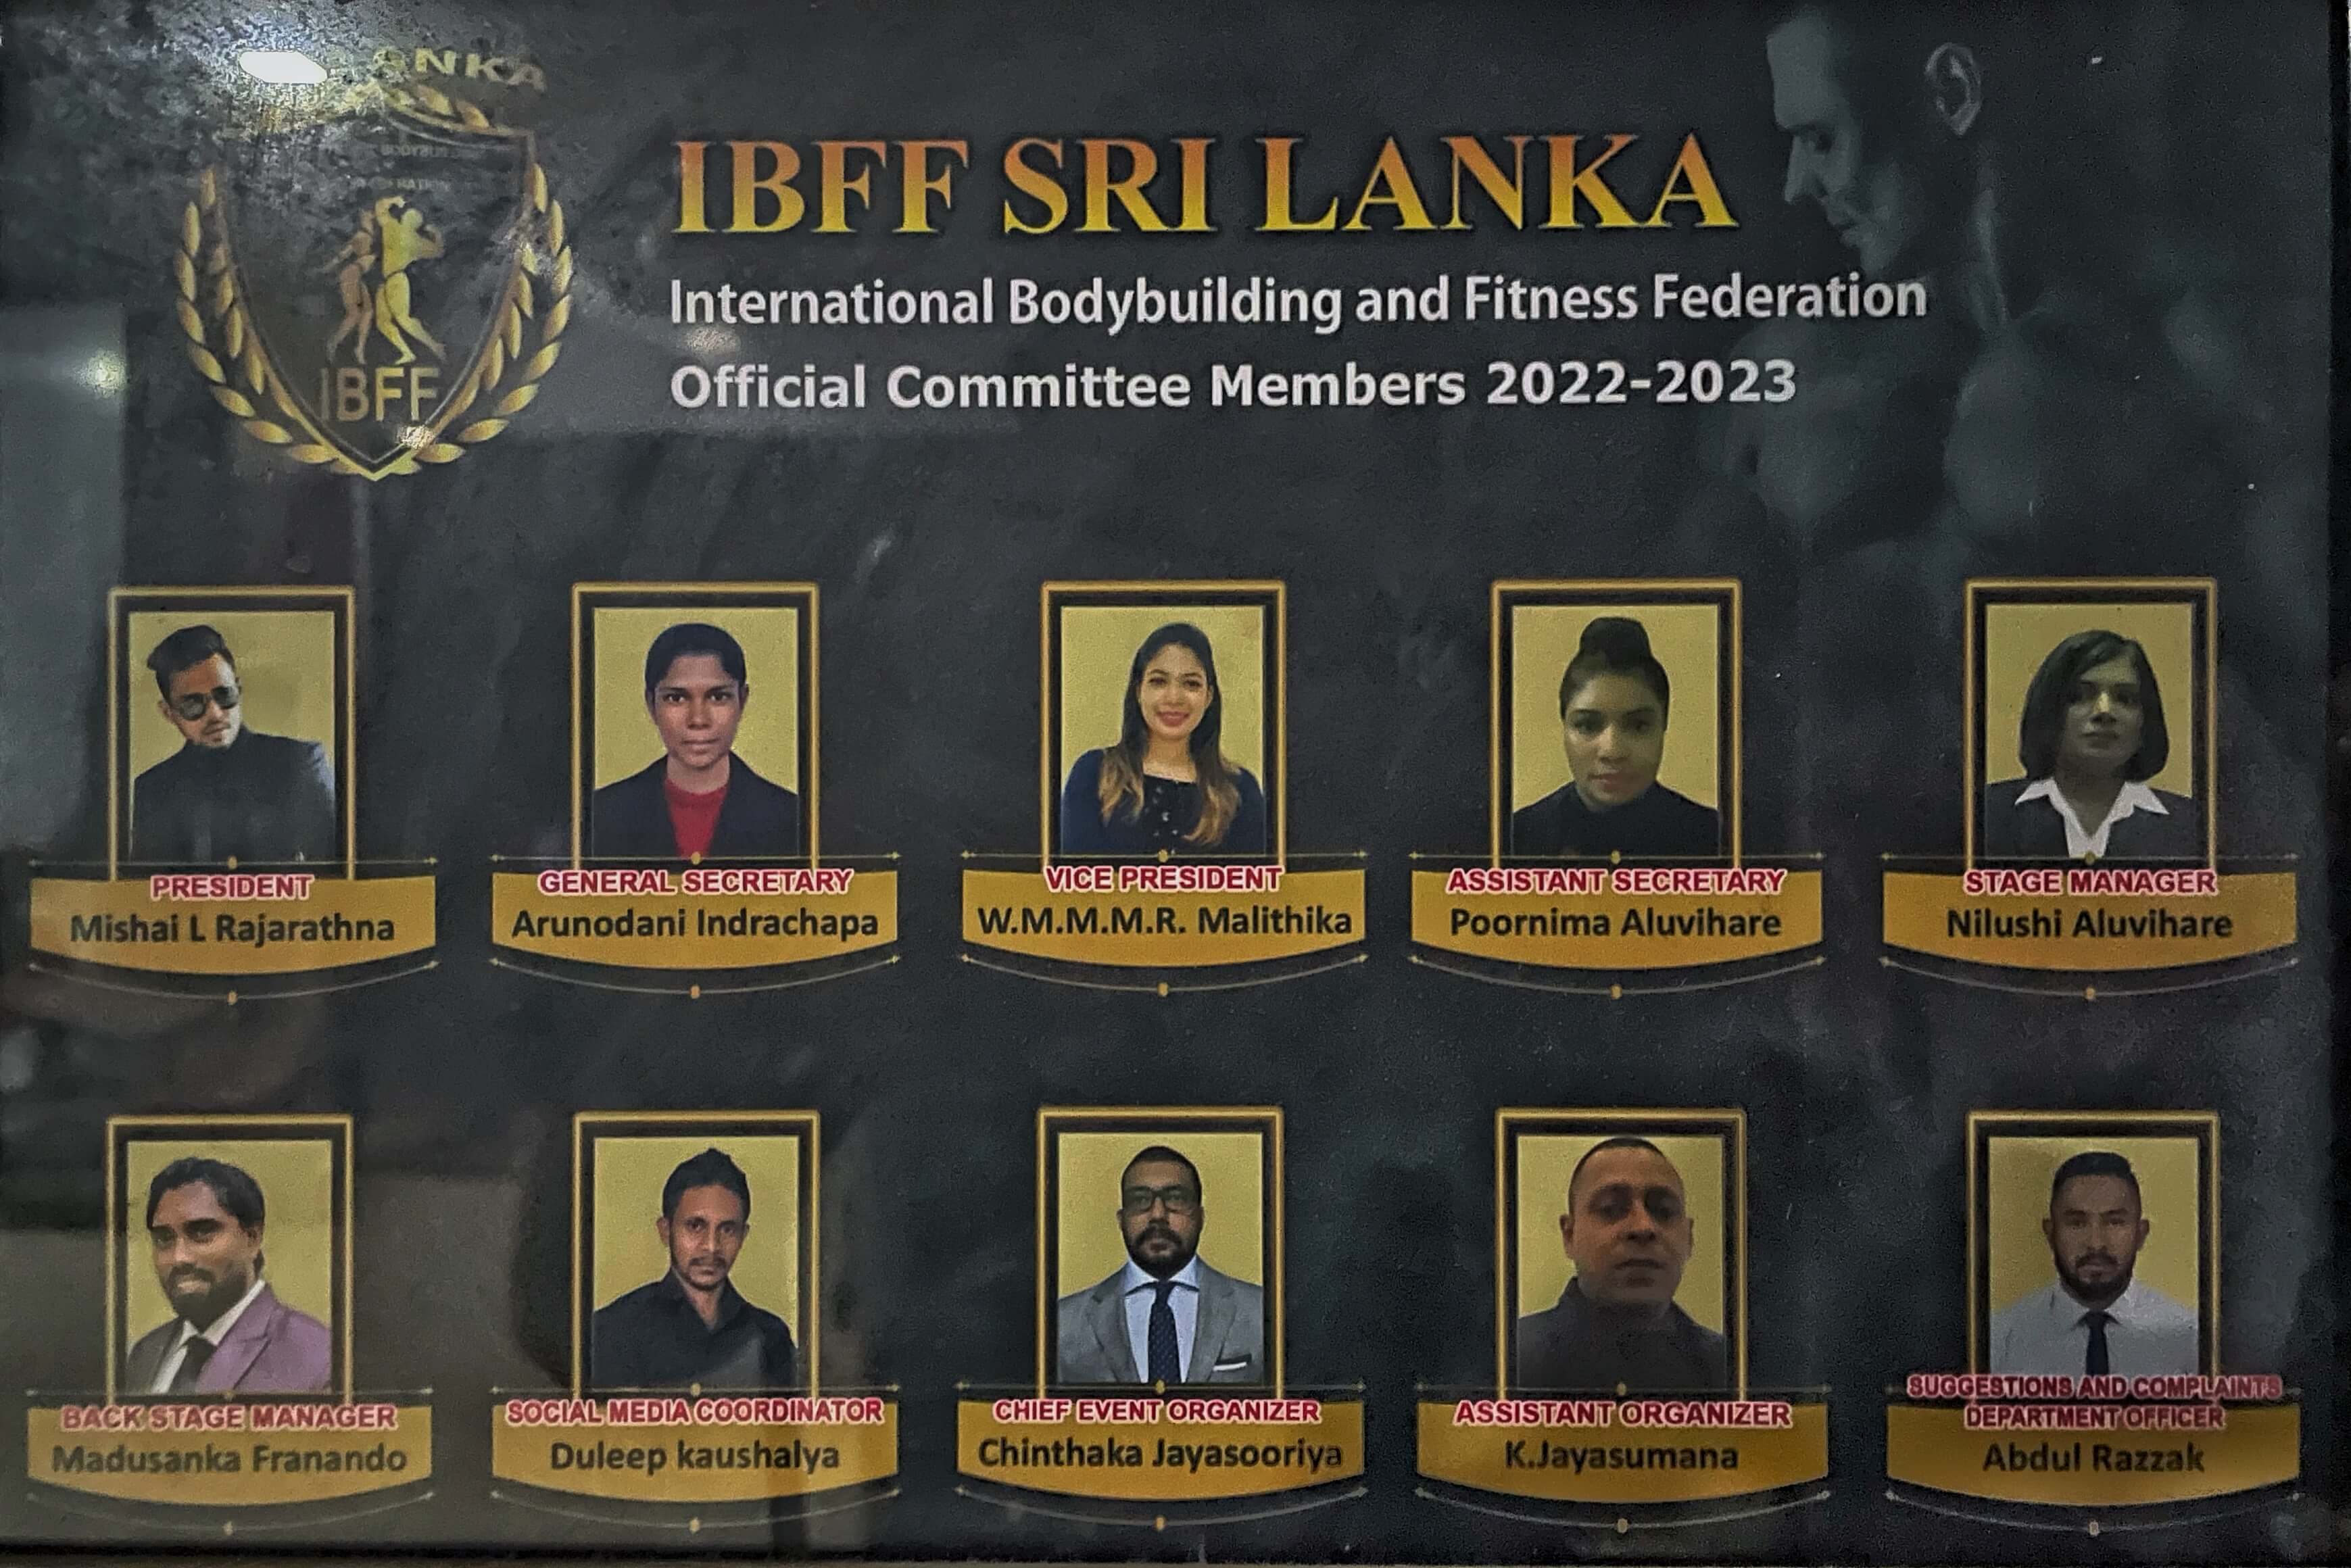 ANKA
IBFF
IBFF SRI LANKA
International Bodybuilding and Fitness Federation
Official Committee Members 2022-2023
PRESIDENT
Mishai L Rajarathna
GENERAL SECRETARY
Arunodani Indrachapa
VICE PRESIDENT
W.M.M.M.R. Malithika
ASSISTANT SECRETARY
Poornima Aluvihare
STAGE MANAGER
Nilushi Aluvihare
BACK STAGE MANAGER
Madusanka Franando
SOCIAL MEDIA COORDINATOR
Duleep kaushalya
CHIEF EVENT ORGANIZER
Chinthaka Jayasooriya
ASSISTANT ORGANIZER
K.Jayasumana
SUGGESTIONS AND COMPLAINTS
DEPARTMENT OFFICER
Abdul Razzak